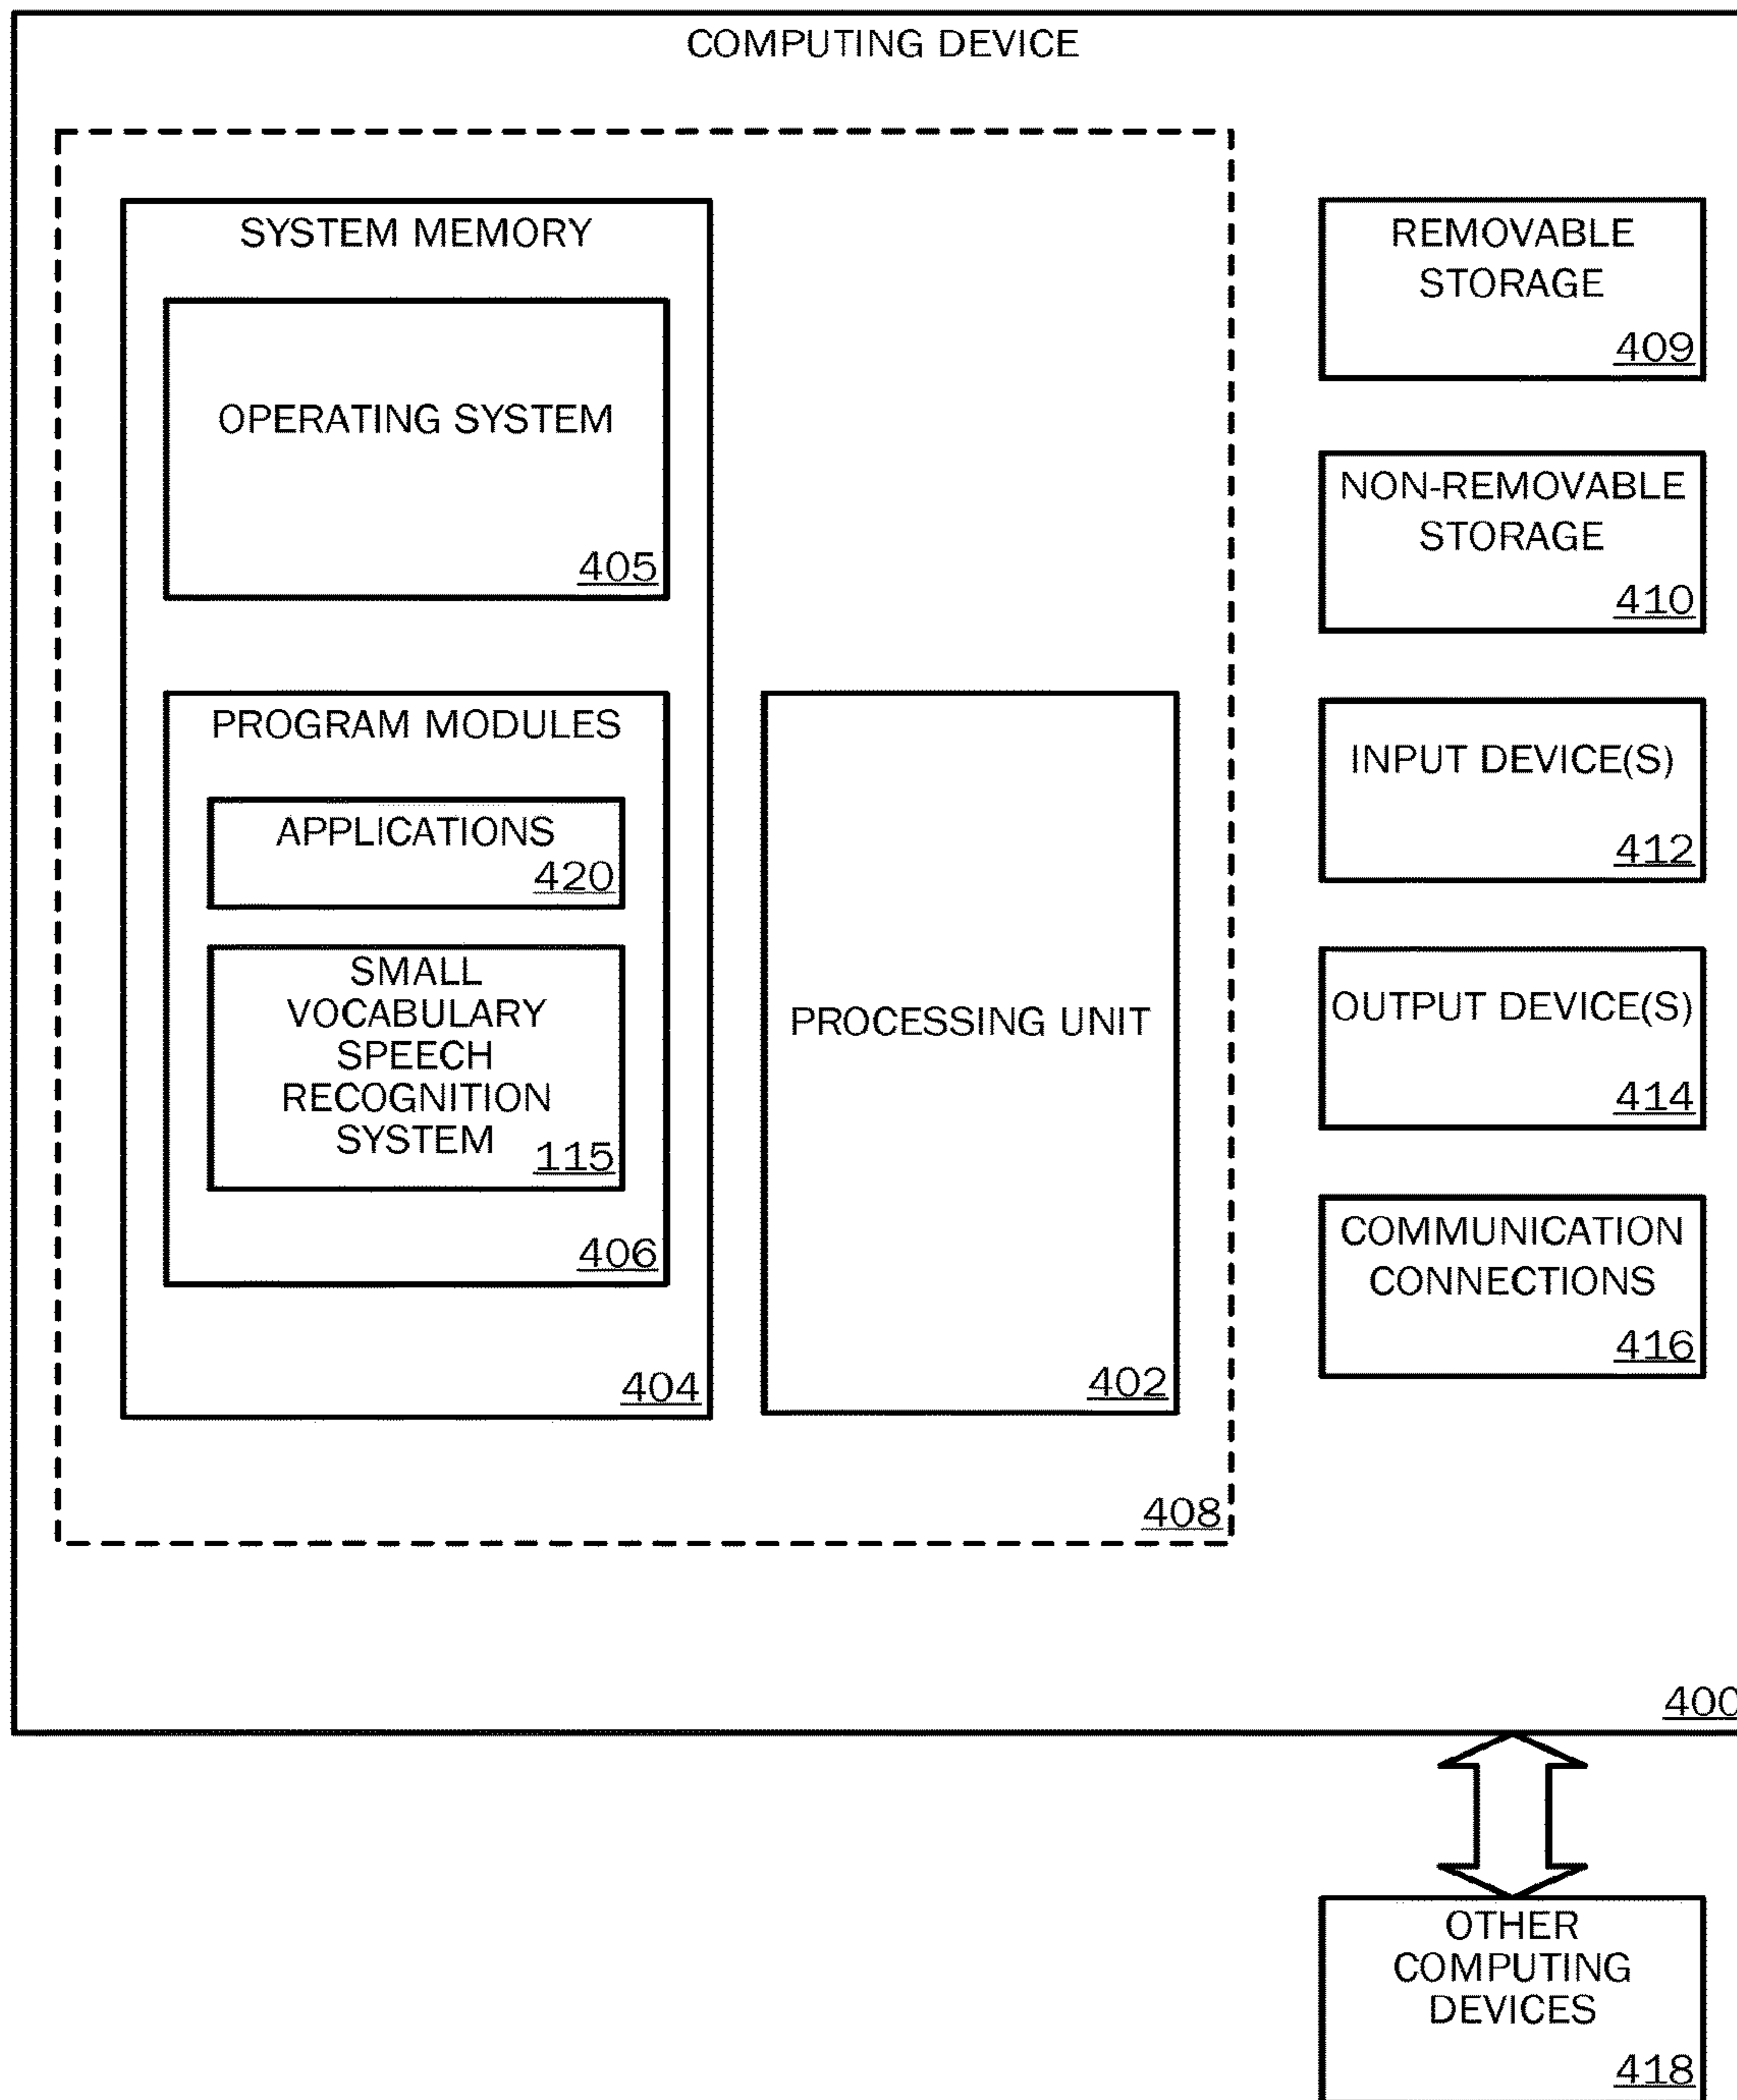 COMPUTING DEVICE
SYSTEM MEMORY
OPERATING SYSTEM
405
PROGRAM MODULES
APPLICATIONS
420
SMALL
VOCABULARY
SPEECH
RECOGNITION
SYSTEM
115
406
404
PROCESSING UNIT
402
408
REMOVABLE
STORAGE
409
NON-REMOVABLE
STORAGE
410
INPUT DEVICE(S)
412
OUTPUT DEVICE(S)
414
COMMUNICATION
CONNECTIONS
416
400
OTHER
COMPUTING
DEVICES
418